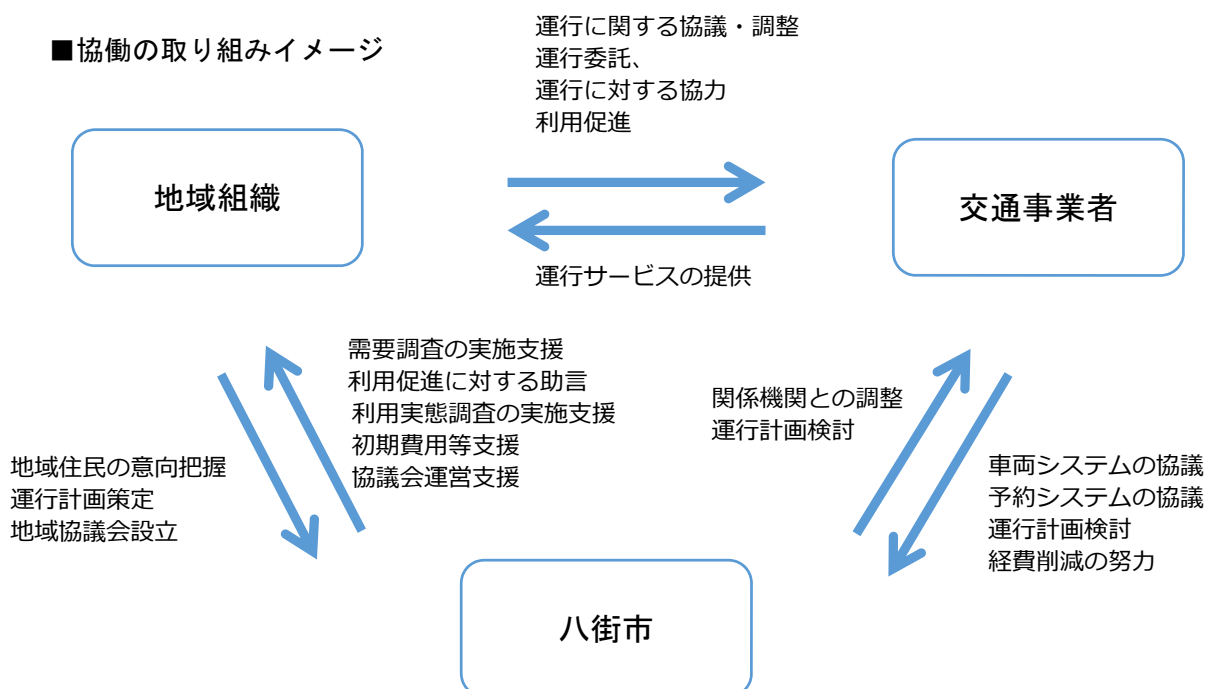 ■協働の取り組みイメージ
運行に関する協議・調整
運行委託、
運行に対する協力
利用促進
地域組織
交通事業者
運行サービスの提供
需要調査の実施支援
利用促進に対する助言
利用実態調査の実施支援
初期費用等支援
協議会運営支援
関係機関との調整
運行計画検討
地域住民の意向把握
運行計画策定
地域協議会設立
車両システムの協議
予約システムの協議
運行計画検討
経費削減の努力
八街市